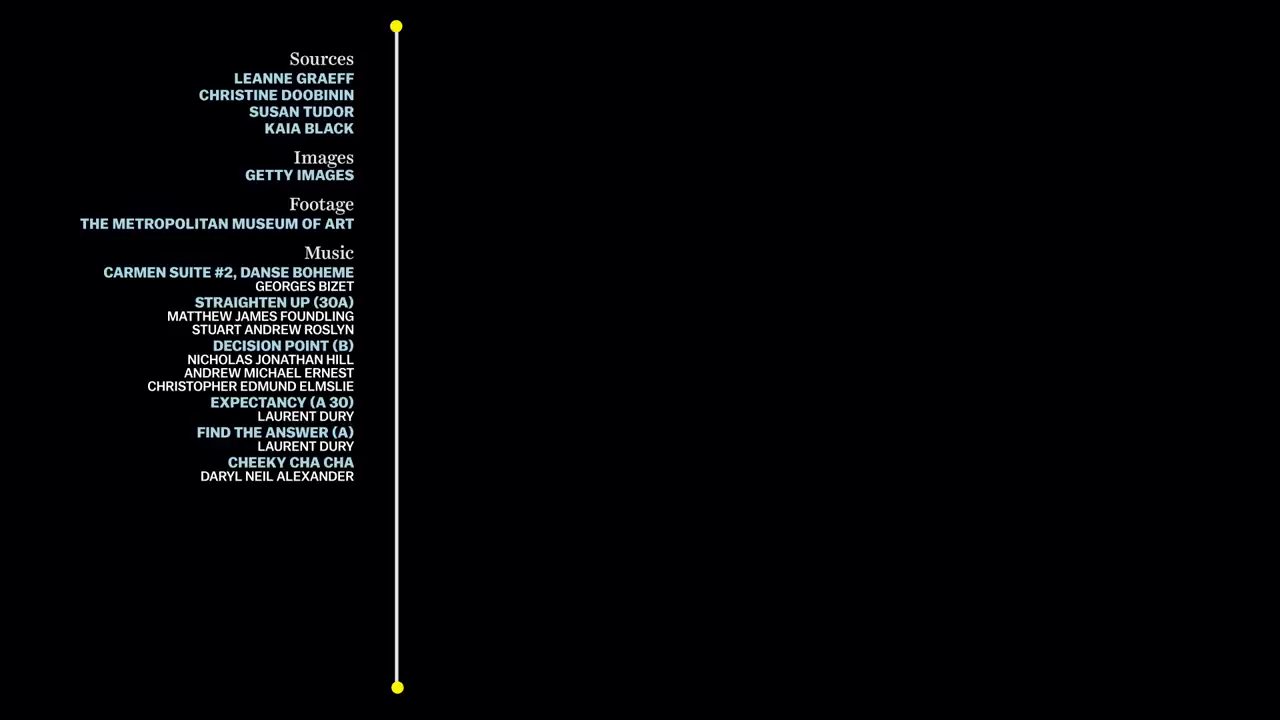 Sources
LEANNE GRAEFF
CHRISTINE DOOBININ
SUSAN TUDOR
KAIA BLACK
Images
GETTY IMAGES
Footage
THE METROPOLITAN MUSEUM OF ART
Music
CARMEN SUITE #2, DANSE BOHEME
GEORGES BIZET
STRAIGHTEN UP (30A)
MATTHEW JAMES FOUNDLING
STUART ANDREW ROSLYN
DECISION POINT (B)
NICHOLAS JONATHAN HILL
ANDREW MICHAEL ERNEST
CHRISTOPHER EDMUND ELMSLIE
EXPECTANCY (A 30)
LAURENT DURY
FIND THE ANSWER (A)
LAURENT DURY
CHEEKY CHA CHA
DARYL NEIL ALEXANDER